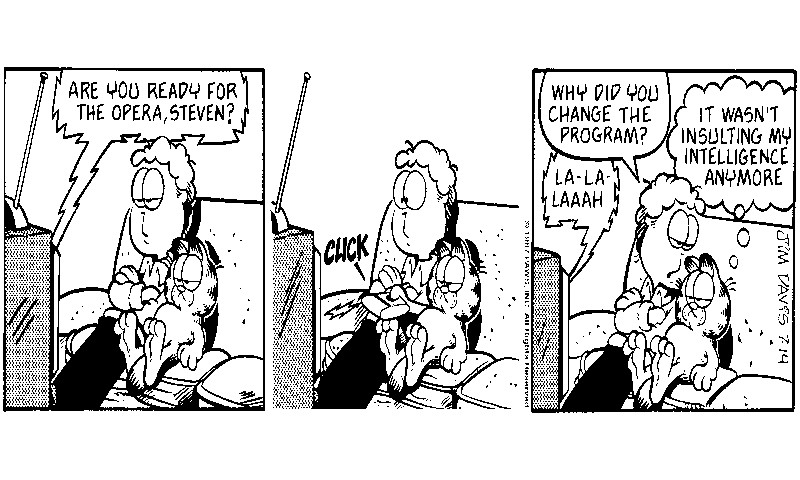 ARE YOU READY FOR
THE OPERA, STEVEN?
CLICK
WHY DID YOU
CHANGE THE
PROGRAM?
LA-LA-
LAAAH
IT WASN'T
INSULTING MY
INTELLIGENCE
ANYMORE
JIM DAVIS 7/14